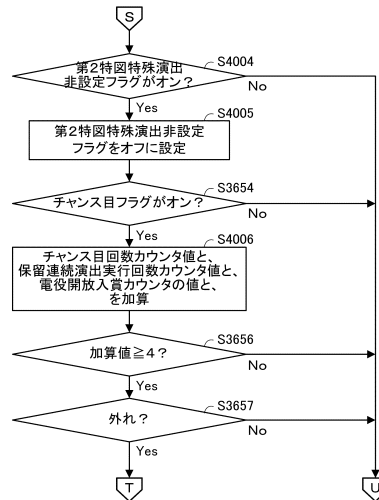 S
第2特図特殊演出
非設定フラグがオン?
S4004
No
Yes
S4005
第2特図特殊演出非設定
フラグをオフに設定
S3654
チャンス目フラグがオン?
No
Yes
S4006
チャンス目回数カウンタ値と、
保留連続演出実行回数カウンタ値と、
電役開放入賞カウンタの値と、
を加算
S3656
加算値≧4?
No
Yes
S3657
外れ?
No
Yes
T
U